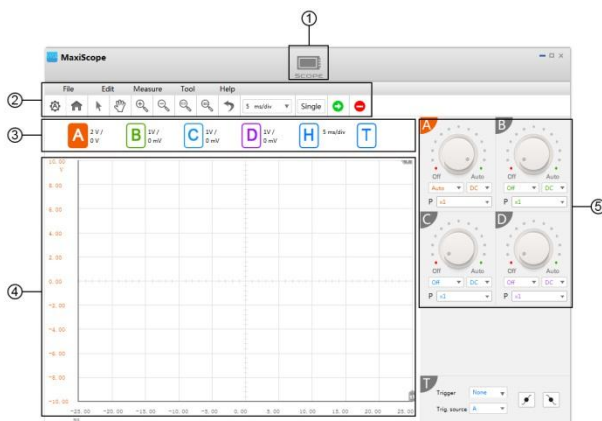 ①
MaxiScope
SCOPE
②
File Edit Measure Tool Help
5 ms/div Single
③
A 2 V/ 0 V B 1V/ 0 mV C 1V/ 0 mV D 1V/ 0 mV H 5 ms/div T
④
10.00
V
8.00
6.00
4.00
2.00
0.00
-2.00
-4.00
-6.00
-8.00
-10.00
-25.00 -20.00 -15.00 -10.00 -5.00 0.00 5.00 10.00 15.00 20.00 25.00
⑤
A B
Off Auto Off Auto
Auto DC Off DC
P x1 P x1
C D
Off Auto Off Auto
Off DC Off DC
P x1 P x1
T
Trigger None
Trig. source A